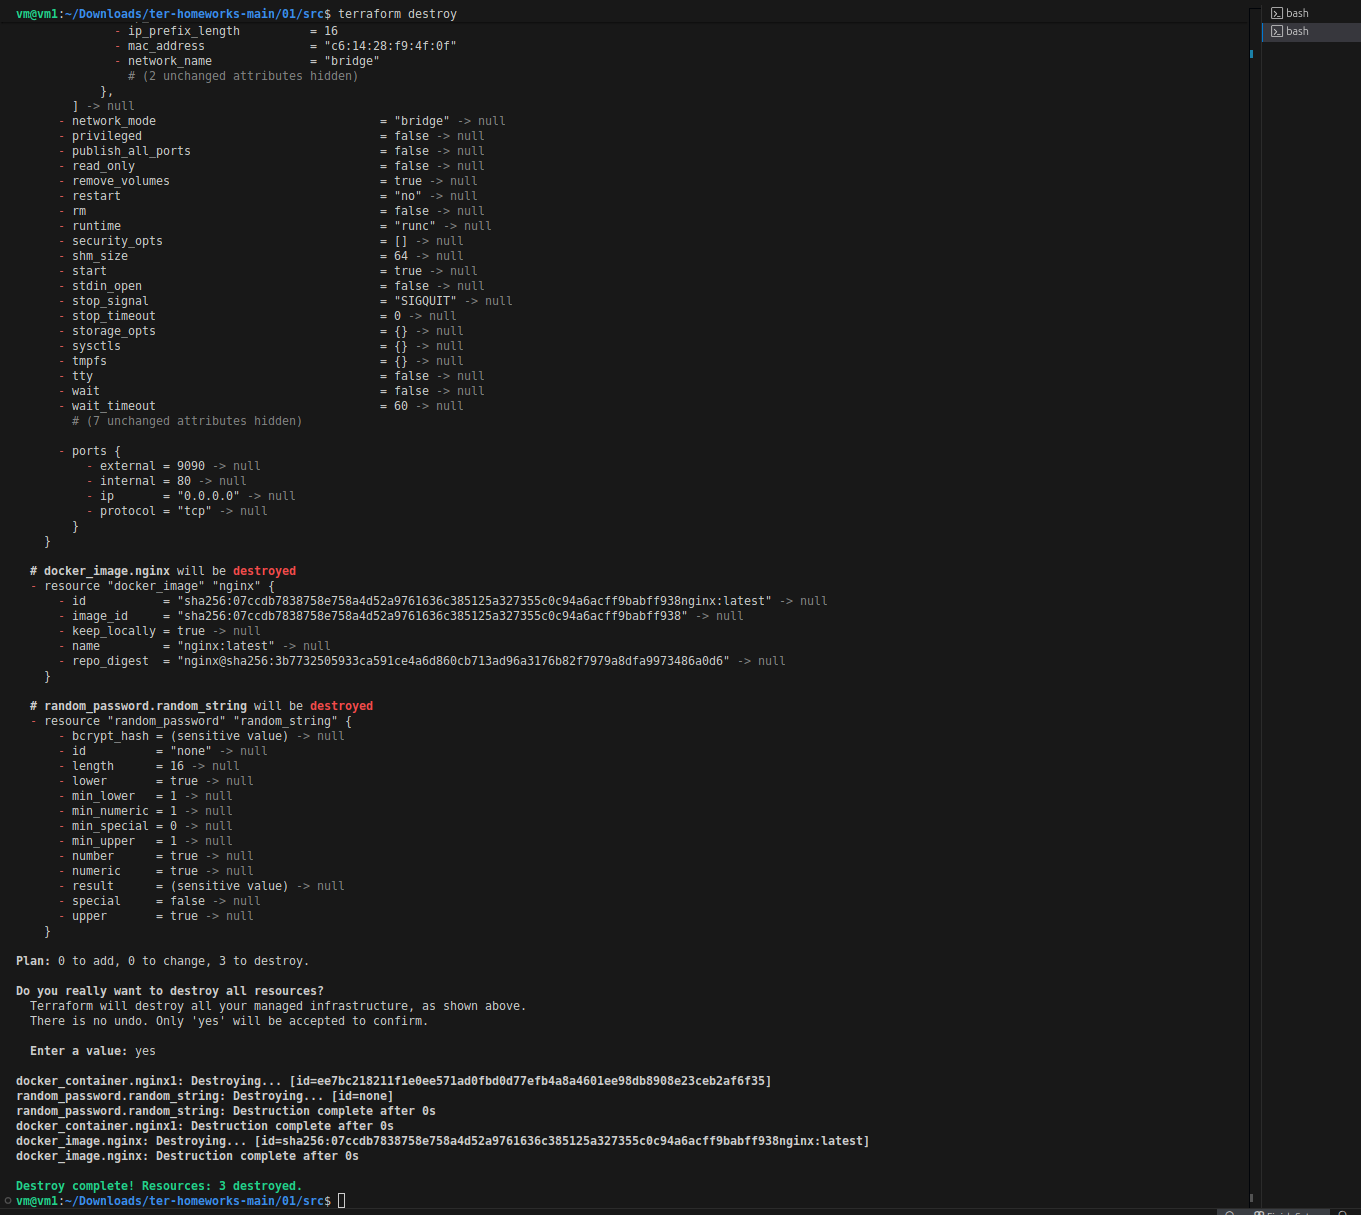 vm@vm1:~/Downloads/ter-homeworks-main/01/src$ terraform destroy
bash
bash
- ip_prefix_length = 16
- mac_address = "c6:14:28:f9:4f:0f"
- network_name = "bridge"
# (2 unchanged attributes hidden)
},
] -> null
- network_mode = "bridge" -> null
- privileged = false -> null
- publish_all_ports = false -> null
- read_only = false -> null
- remove_volumes = true -> null
- restart = "no" -> null
- rm = false -> null
- runtime = "runc" -> null
- security_opts = [] -> null
- shm_size = 64 -> null
- start = true -> null
- stdin_open = false -> null
- stop_signal = "SIGQUIT" -> null
- stop_timeout = 0 -> null
- storage_opts = {} -> null
- sysctls = {} -> null
- tmpfs = {} -> null
- tty = false -> null
- wait = false -> null
- wait_timeout = 60 -> null
# (7 unchanged attributes hidden)
- ports {
- external = 9090 -> null
- internal = 80 -> null
- ip = "0.0.0.0" -> null
- protocol = "tcp" -> null
}
}
# docker_image.nginx will be destroyed
- resource "docker_image" "nginx" {
- id = "sha256:07ccdb7838758e758a4d52a9761636c385125a327355c0c94a6acff9babff938nginx:latest" -> null
- image_id = "sha256:07ccdb7838758e758a4d52a9761636c385125a327355c0c94a6acff9babff938" -> null
- keep_locally = true -> null
- name = "nginx:latest" -> null
- repo_digest = "nginx@sha256:3b7732505933ca591ce4a6d860cb713ad96a3176b82f7979a8dfa9973486a0d6" -> null
}
# random_password.random_string will be destroyed
- resource "random_password" "random_string" {
- bcrypt_hash = (sensitive value) -> null
- id = "none" -> null
- length = 16 -> null
- lower = true -> null
- min_lower = 1 -> null
- min_numeric = 1 -> null
- min_special = 0 -> null
- min_upper = 1 -> null
- number = true -> null
- numeric = true -> null
- result = (sensitive value) -> null
- special = false -> null
- upper = true -> null
}
Plan: 0 to add, 0 to change, 3 to destroy.
Do you really want to destroy all resources?
Terraform will destroy all your managed infrastructure, as shown above.
There is no undo. Only 'yes' will be accepted to confirm.
Enter a value: yes
docker_container.nginx1: Destroying... [id=ee7bc218211f1e0ee571ad0fbd0d77efb4a8a4601ee98db8908e23ceb2af6f35]
random_password.random_string: Destroying... [id=none]
random_password.random_string: Destruction complete after 0s
docker_container.nginx1: Destruction complete after 0s
docker_image.nginx: Destroying... [id=sha256:07ccdb7838758e758a4d52a9761636c385125a327355c0c94a6acff9babff938nginx:latest]
docker_image.nginx: Destruction complete after 0s
Destroy complete! Resources: 3 destroyed.
vm@vm1:~/Downloads/ter-homeworks-main/01/src$